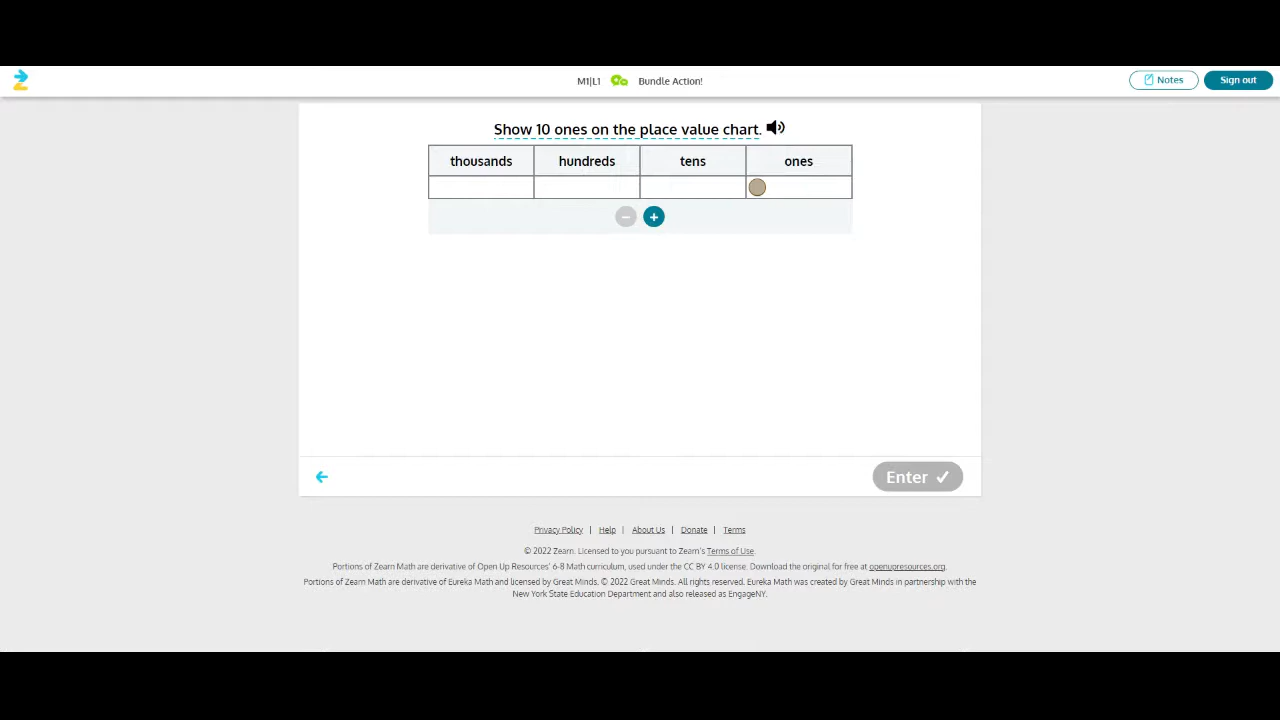 M1|L1 Bundle Action! Notes Sign out
Show 10 ones on the place value chart.
thousands hundreds tens ones
− +
Enter ✓
Privacy Policy | Help | About Us | Donate | Terms
© 2022 Zearn. Licensed to you pursuant to Zearn's Terms of Use.
Portions of Zearn Math are derivative of Open Up Resources' 6-8 Math curriculum, used under the CC BY 4.0 license. Download the original for free at openupresources.org.
Portions of Zearn Math are derivative of Eureka Math and licensed by Great Minds. © 2022 Great Minds. All rights reserved. Eureka Math was created by Great Minds in partnership with the
New York State Education Department and also released as EngageNY.